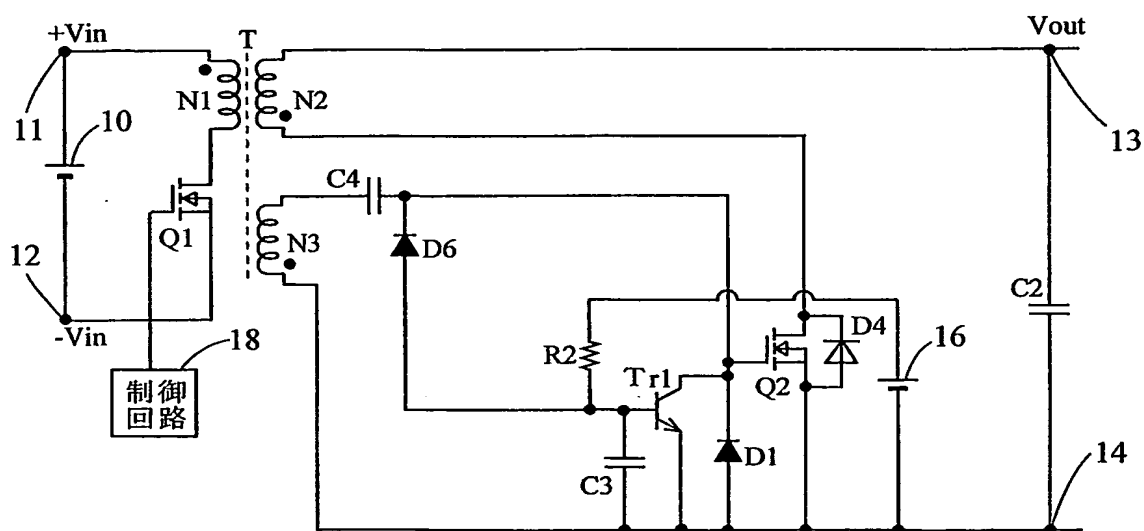 +Vin
T
Vout
11
10
N1
N2
13
C4
Q1
N3
D6
12
-Vin
18
C2
D4
16
R2
Tr1
Q2
制御
回路
C3
D1
14